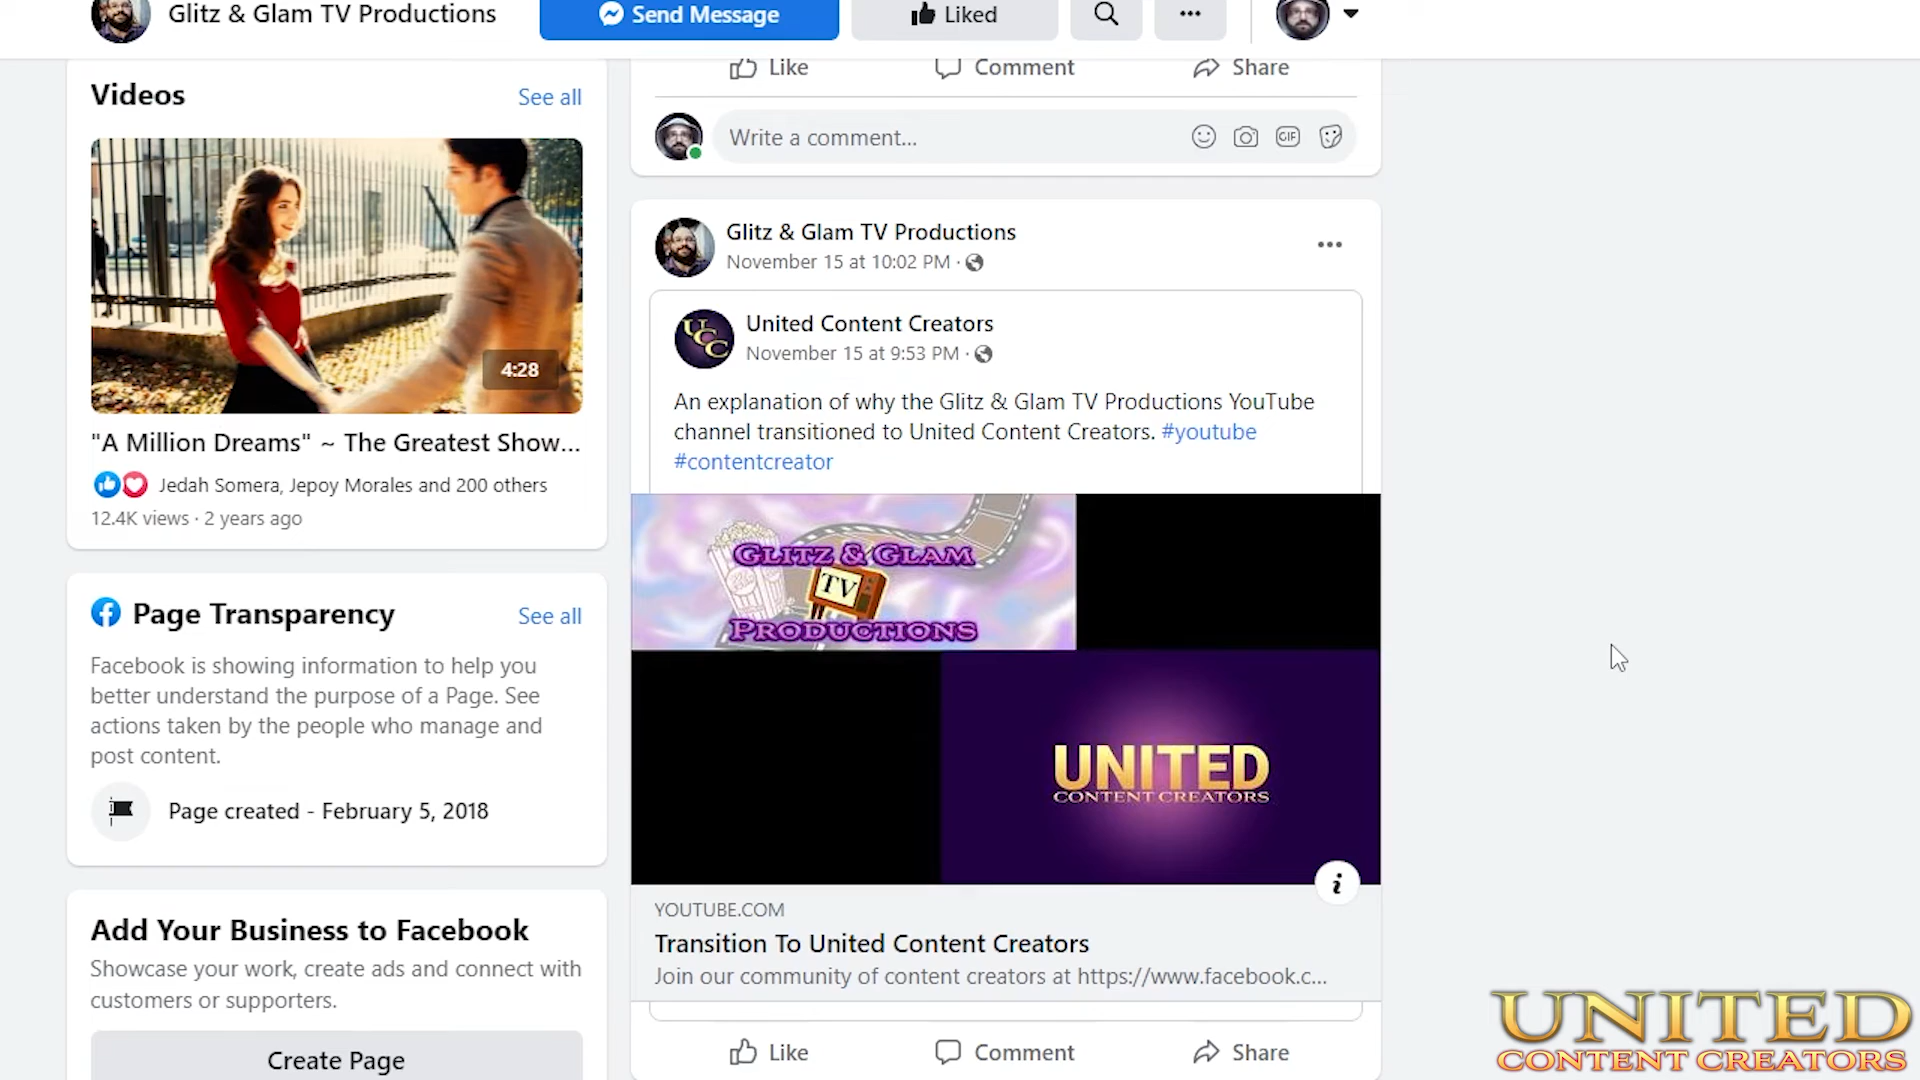 Glitz & Glam TV Productions
Send Message
Liked
Videos
See all
4:28
"A Million Dreams" ~ The Greatest Show...
Jedah Somera, Jepoy Morales and 200 others
12.4K views · 2 years ago
Page Transparency
See all
Facebook is showing information to help you
better understand the purpose of a Page. See
actions taken by the people who manage and
post content.
Page created - February 5, 2018
Add Your Business to Facebook
Showcase your work, create ads and connect with
customers or supporters.
Create Page
Like
Comment
Share
Write a comment...
GIF
Glitz & Glam TV Productions
November 15 at 10:02 PM ·
UCC
United Content Creators
November 15 at 9:53 PM ·
An explanation of why the Glitz & Glam TV Productions YouTube
channel transitioned to United Content Creators. #youtube
#contentcreator
GLITZ & GLAM
TV
PRODUCTIONS
UNITED
CONTENT CREATORS
YOUTUBE.COM
Transition To United Content Creators
Join our community of content creators at https://www.facebook.c...
Like
Comment
Share
UNITED
CONTENT CREATORS